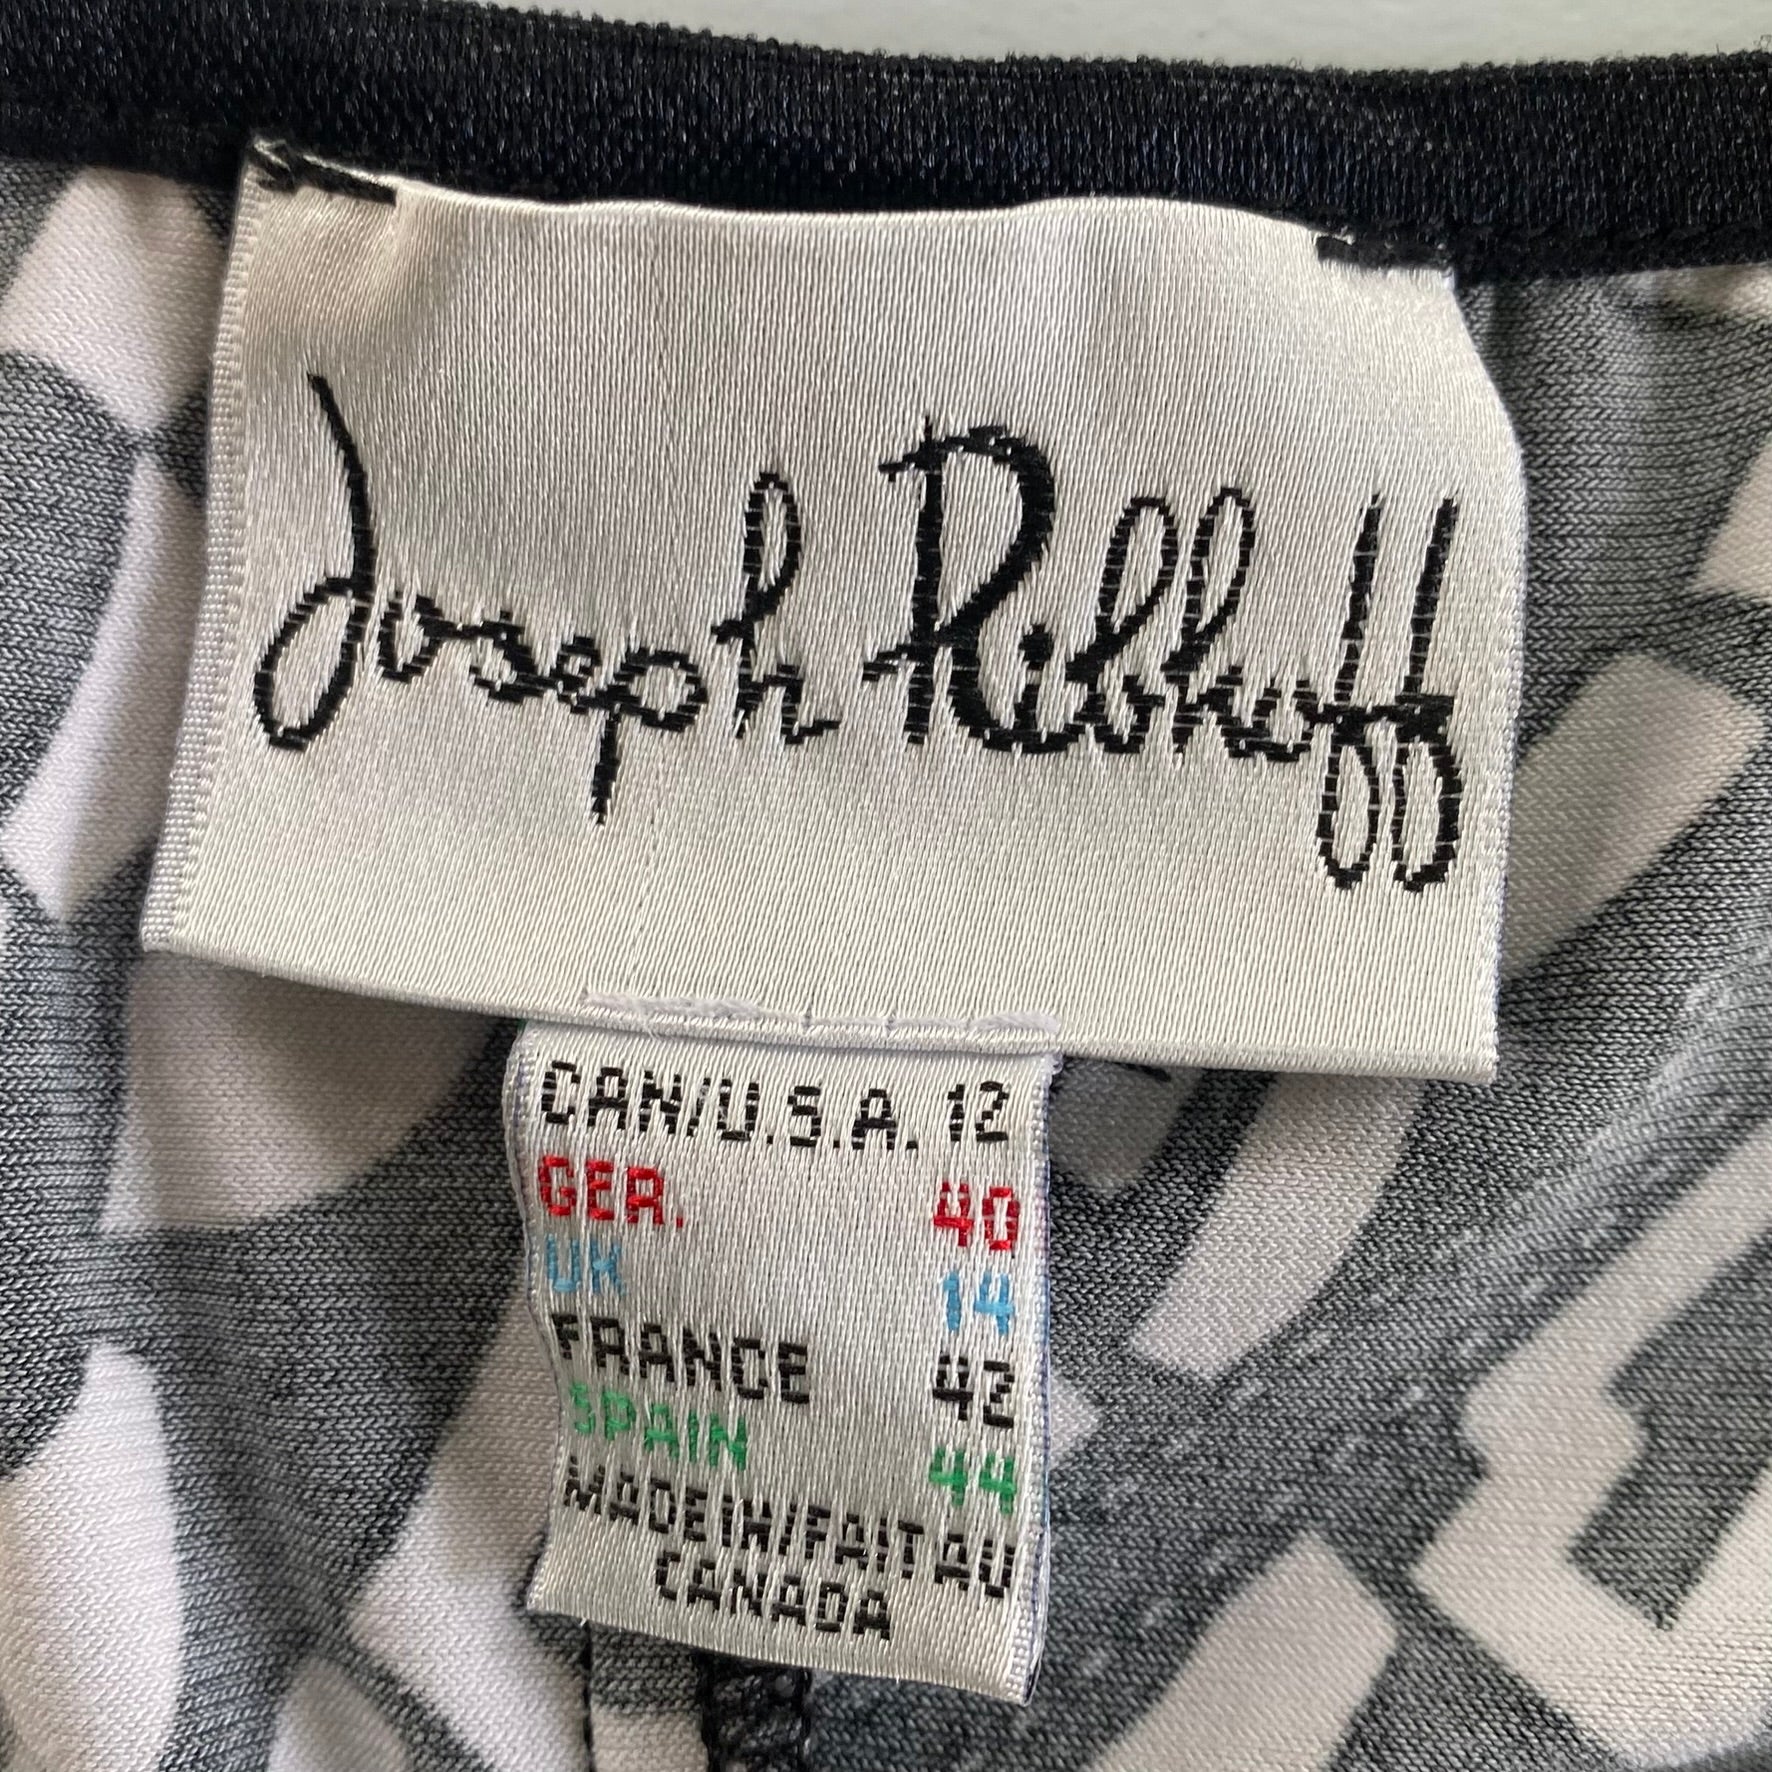 Joseph Ribkoff
CAN/U.S.A. 12
GER. 40
UK 14
FRANCE 42
SPAIN 44
MADE IN/FAIT AU
CANADA